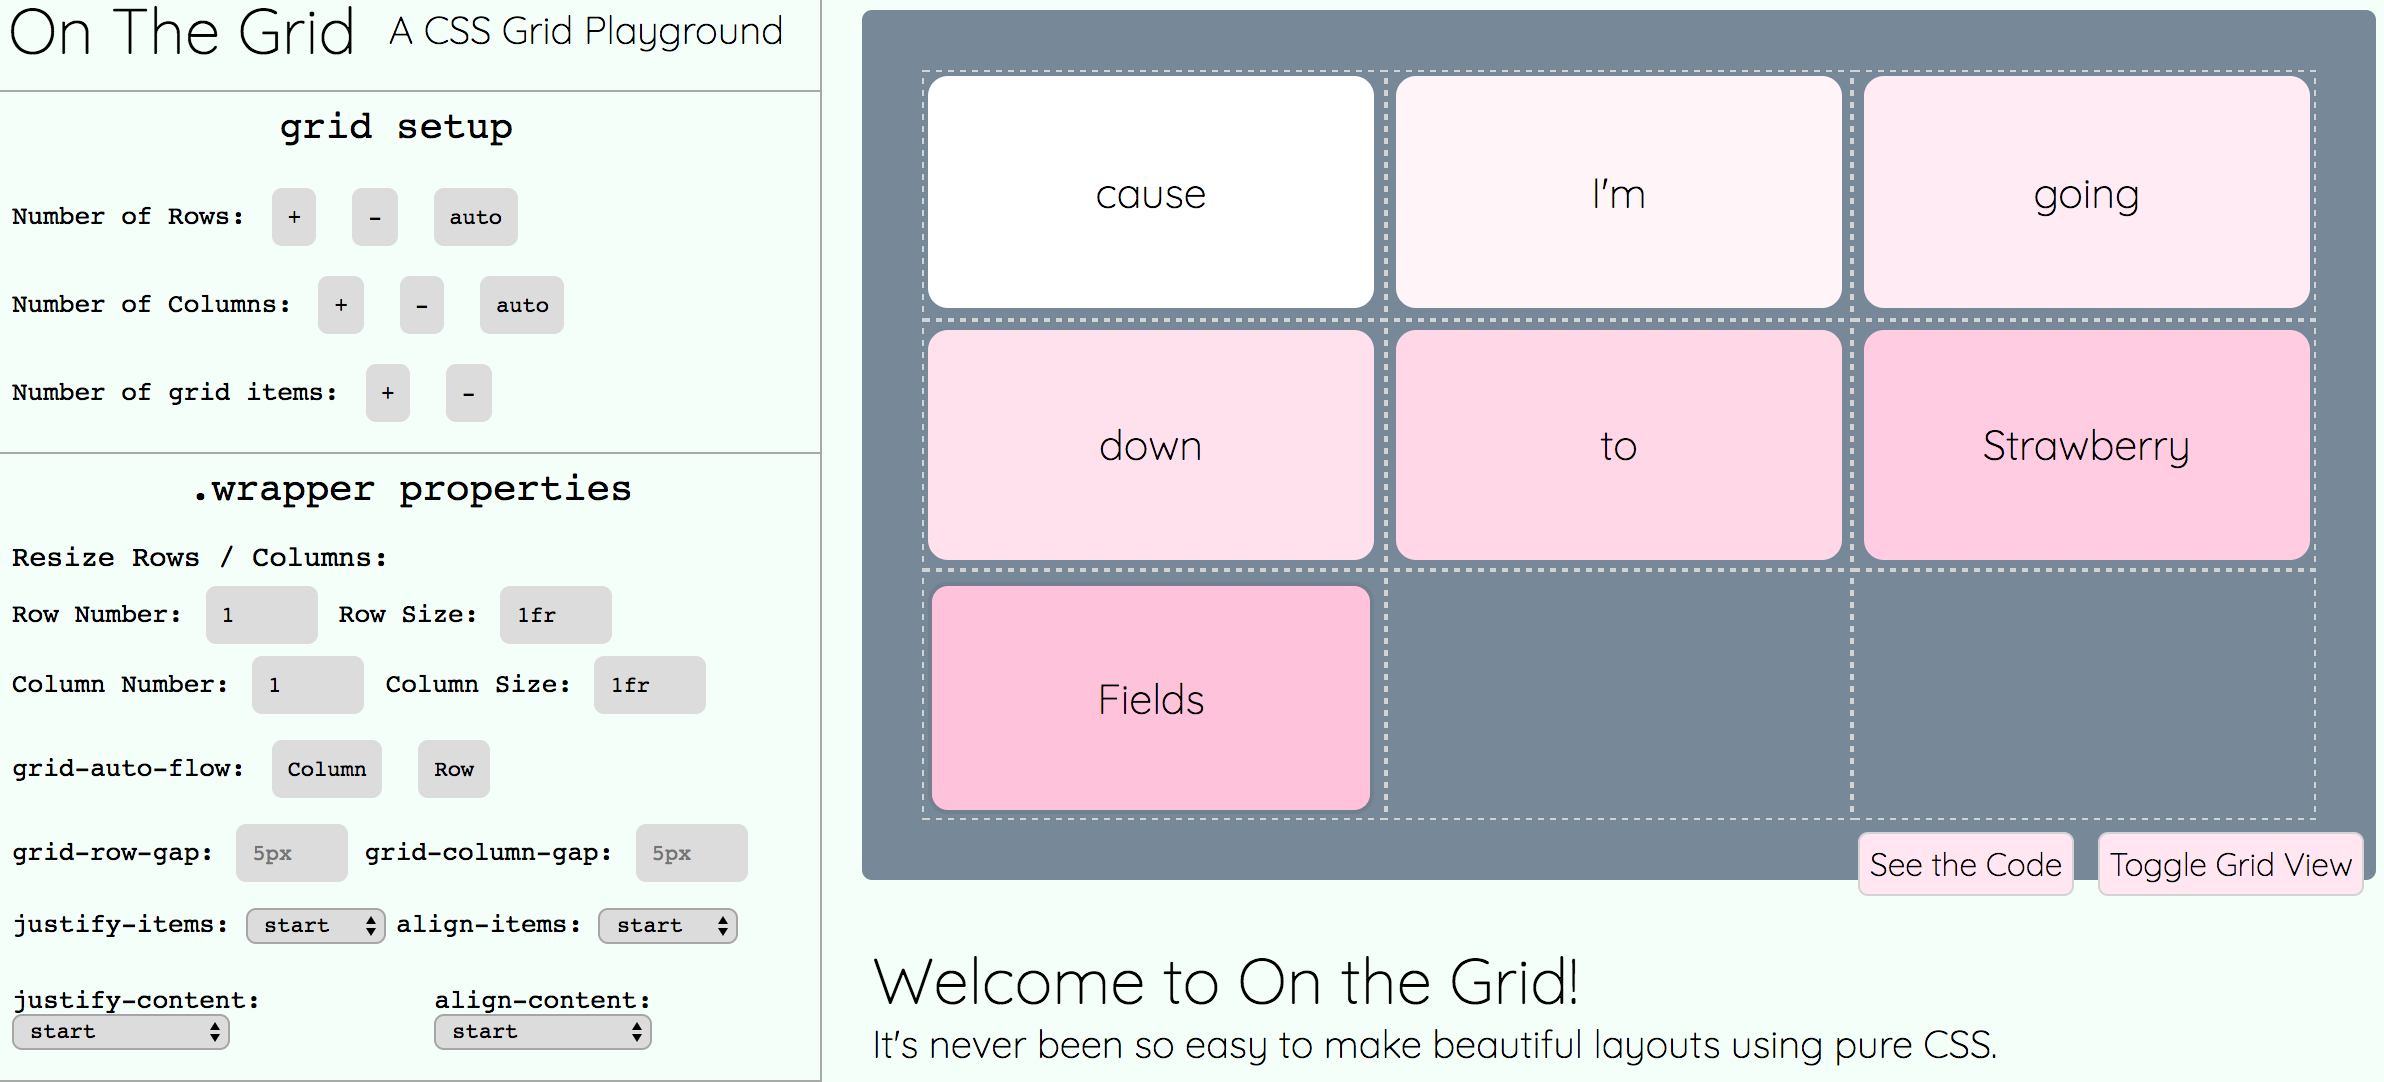 On The Grid A CSS Grid Playground
grid setup
Number of Rows: + - auto
Number of Columns: + - auto
Number of grid items: + -
.wrapper properties
Resize Rows / Columns:
Row Number: 1 Row Size: 1fr
Column Number: 1 Column Size: 1fr
grid-auto-flow: Column Row
grid-row-gap: 5px grid-column-gap: 5px
justify-items: start align-items: start
justify-content: align-content:
start start
cause I'm going
down to Strawberry
Fields
See the Code Toggle Grid View
Welcome to On the Grid!
It's never been so easy to make beautiful layouts using pure CSS.